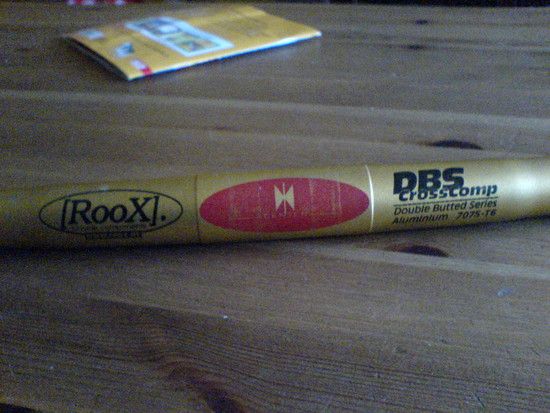 [RooX].
DBS
Crosscomp
Double Butted Series
Aluminium 7075-T6